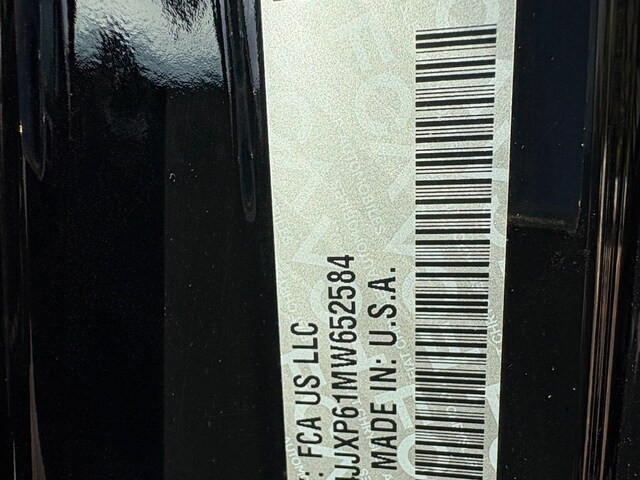 : FCA US LLC
JJXP61MW652584
MADE IN: U.S.A.